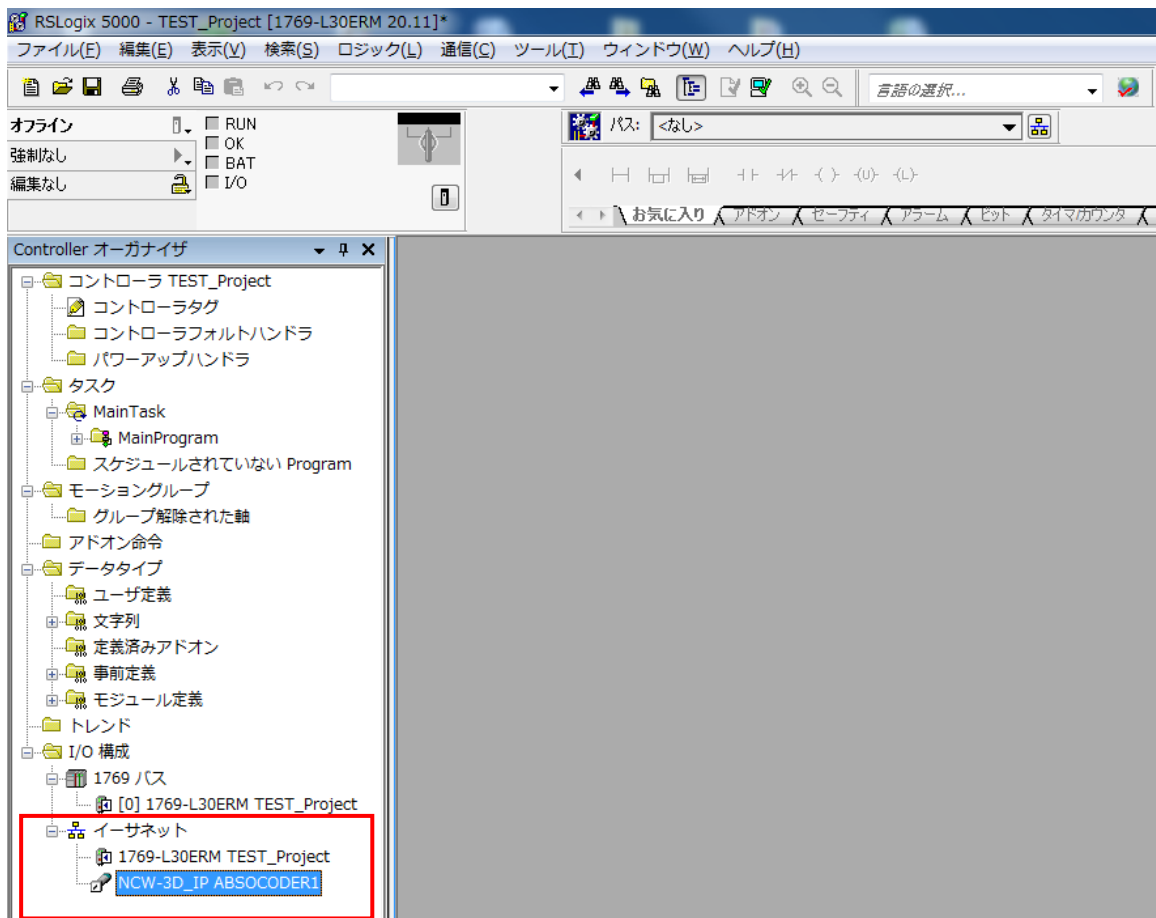 RSLogix 5000 - TEST_Project [1769-L30ERM 20.11]*
ファイル(F) 編集(E) 表示(V) 検索(S) ロジック(L) 通信(C) ツール(T) ウィンドウ(W) ヘルプ(H)
言語の選択...
オフライン RUN
OK
強制なし
BAT
編集なし I/O
パス: <なし>
(U) (L)
お気に入り アドオン セーフティ アラーム ビット タイマ/カウンタ
Controller オーガナイザ
コントローラ TEST_Project
コントローラタグ
コントローラフォルトハンドラ
パワーアップハンドラ
タスク
MainTask
MainProgram
スケジュールされていない Program
モーショングループ
グループ解除された軸
アドオン命令
データタイプ
ユーザ定義
文字列
定義済みアドオン
事前定義
モジュール定義
トレンド
I/O 構成
1769 バス
[0] 1769-L30ERM TEST_Project
イーサネット
1769-L30ERM TEST_Project
NCW-3D_IP ABSOCODER1